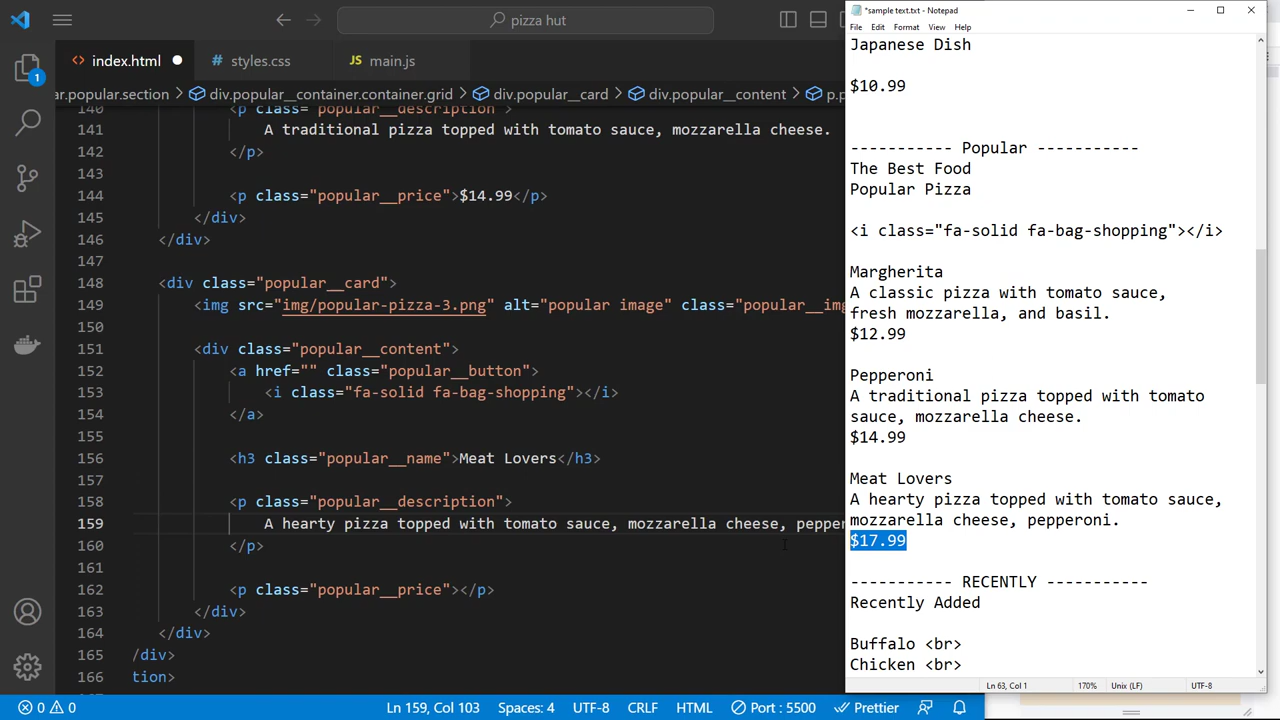 pizza hut
index.html
# styles.css
JS main.js
ar.popular.section > div.popular__container.container.grid > div.popular__card > div.popular__content > p.p
140 <p class="popular__description">
141 A traditional pizza topped with tomato sauce, mozzarella cheese.
142 </p>
143
144 <p class="popular__price">$14.99</p>
145 </div>
146 </div>
147
148 <div class="popular__card">
149 <img src="img/popular-pizza-3.png" alt="popular image" class="popular__img
150
151 <div class="popular__content">
152 <a href="" class="popular__button">
153 <i class="fa-solid fa-bag-shopping"></i>
154 </a>
155
156 <h3 class="popular__name">Meat Lovers</h3>
157
158 <p class="popular__description">
159 A hearty pizza topped with tomato sauce, mozzarella cheese, pepper
160 </p>
161
162 <p class="popular__price"></p>
163 </div>
164 </div>
165 /div>
166 tion>
1
0 0
Ln 159, Col 103
Spaces: 4
UTF-8
CRLF
HTML
Port : 5500
Prettier
*sample text.txt - Notepad
File Edit Format View Help
Japanese Dish
$10.99
----------- Popular -----------
The Best Food
Popular Pizza
<i class="fa-solid fa-bag-shopping"></i>
Margherita
A classic pizza with tomato sauce,
fresh mozzarella, and basil.
$12.99
Pepperoni
A traditional pizza topped with tomato
sauce, mozzarella cheese.
$14.99
Meat Lovers
A hearty pizza topped with tomato sauce,
mozzarella cheese, pepperoni.
$17.99
----------- RECENTLY -----------
Recently Added
Buffalo <br>
Chicken <br>
Ln 63, Col 1
170%
Unix (LF)
UTF-8